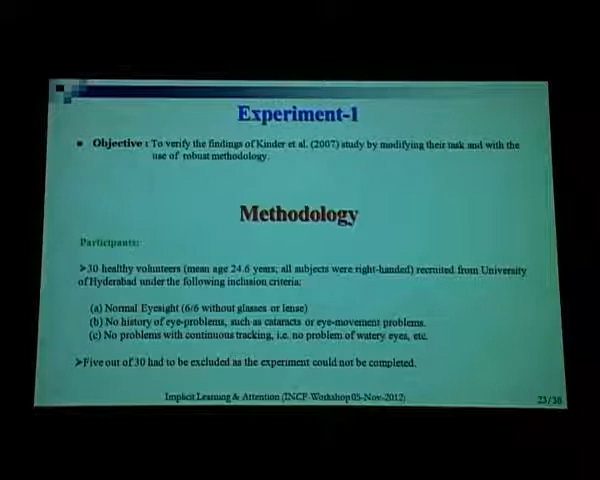 Experiment-1
Objective : To verify the findings of Kinder et al. (2007) study by modifying their task and with the
use of robust methodology.
Methodology
Participants:
➢30 healthy volunteers (mean age 24.6 years; all subjects were right-handed) recruited from University
of Hyderabad under the following inclusion criteria:
(a) Normal Eyesight (6/6 without glasses or lense)
(b) No history of eye-problems, such as cataracts or eye-movement problems.
(c) No problems with continuous tracking, i.e. no problem of watery eyes, etc.
➢Five out of 30 had to be excluded as the experiment could not be completed.
Implicit Learning & Attention (INCF-Workshop 05-Nov-2012)
23/38